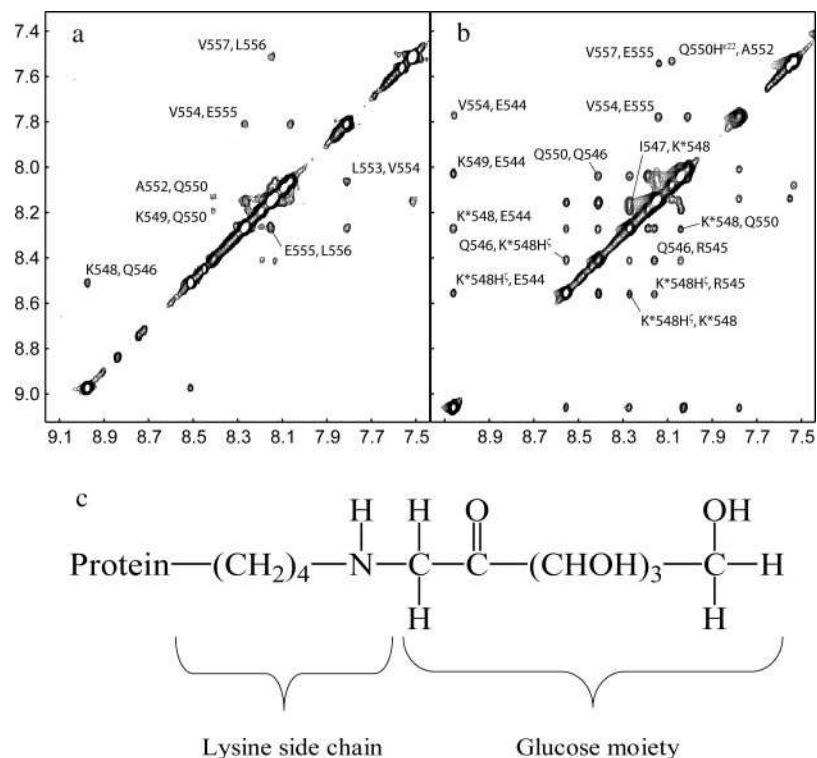 a
V557, L556
V554, E555
A552, Q550
K549, Q550
L553, V554
K548, Q546
E555, L556
7.4
7.6
7.8
8.0
8.2
8.4
8.6
8.8
9.0
9.1 8.9 8.7 8.5 8.3 8.1 7.9 7.7 7.5
b
V557, E555
Q550Hᵋ²², A552
V554, E544
V554, E555
I547, K*548
K549, E544
Q550, Q546
K*548, E544
K*548, Q550
Q546, K*548Hζ
Q546, R545
K*548Hζ, E544
K*548Hζ, R545
K*548Hζ, K*548
8.9 8.7 8.5 8.3 8.1 7.9 7.7 7.5
c
H H O OH
Protein—(CH₂)₄—N—C—C—(CHOH)₃—C—H
H H
Lysine side chain Glucose moiety